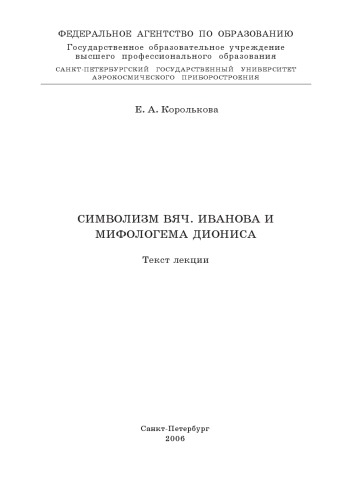 ФЕДЕРАЛЬНОЕ АГЕНТСТВО ПО ОБРАЗОВАНИЮ
Государственное образовательное учреждение
высшего профессионального образования
САНКТ-ПЕТЕРБУРГСКИЙ ГОСУДАРСТВЕННЫЙ УНИВЕРСИТЕТ
АЭРОКОСМИЧЕСКОГО ПРИБОРОСТРОЕНИЯ
Е. А. Королькова
СИМВОЛИЗМ ВЯЧ. ИВАНОВА И
МИФОЛОГЕМА ДИОНИСА
Текст лекции
Санкт-Петербург
2006